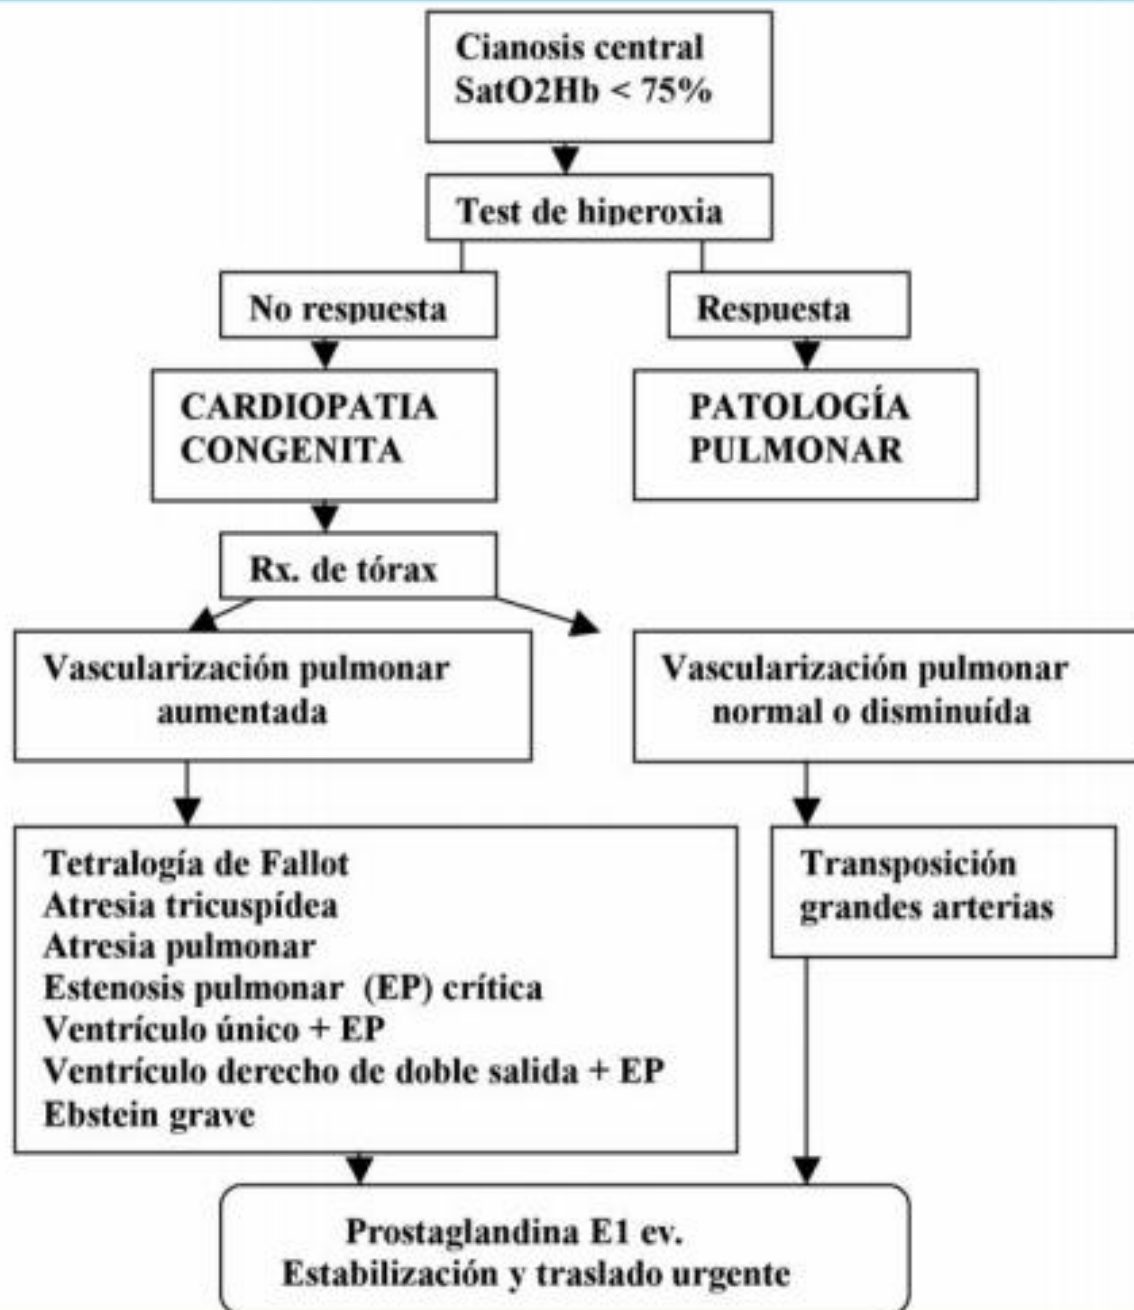 Cianosis central
SatO2Hb < 75%
Test de hiperoxia
No respuesta
Respuesta
CARDIOPATIA
CONGENITA
PATOLOGÍA
PULMONAR
Rx. de tórax
Vascularización pulmonar
aumentada
Vascularización pulmonar
normal o disminuída
Tetralogía de Fallot
Atresia tricuspídea
Atresia pulmonar
Estenosis pulmonar (EP) crítica
Ventrículo único + EP
Ventrículo derecho de doble salida + EP
Ebstein grave
Transposición
grandes arterias
Prostaglandina E1 ev.
Estabilización y traslado urgente